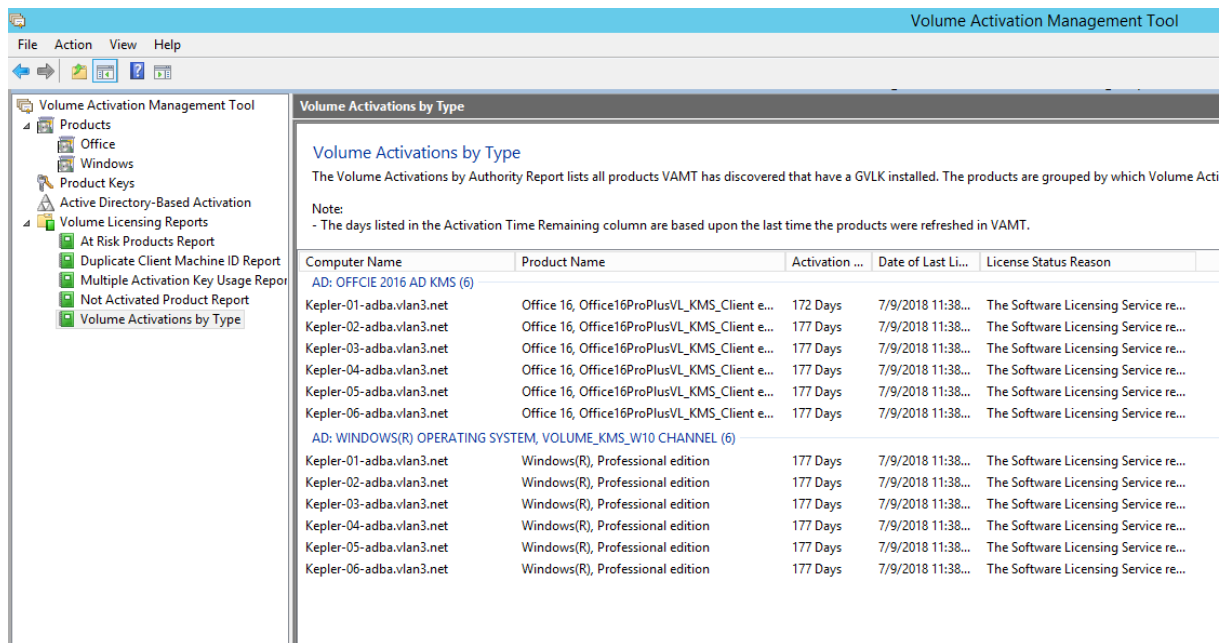 Volume Activation Management Tool
File Action View Help
Volume Activation Management Tool
Products
Office
Windows
Product Keys
Active Directory-Based Activation
Volume Licensing Reports
At Risk Products Report
Duplicate Client Machine ID Report
Multiple Activation Key Usage Repor
Not Activated Product Report
Volume Activations by Type
Volume Activations by Type
Volume Activations by Type
The Volume Activations by Authority Report lists all products VAMT has discovered that have a GVLK installed. The products are grouped by which Volume Acti
Note:
- The days listed in the Activation Time Remaining column are based upon the last time the products were refreshed in VAMT.
Computer Name Product Name Activation ... Date of Last Li... License Status Reason
AD: OFFCIE 2016 AD KMS (6)
Kepler-01-adba.vlan3.net Office 16, Office16ProPlusVL_KMS_Client e... 172 Days 7/9/2018 11:38... The Software Licensing Service re...
Kepler-02-adba.vlan3.net Office 16, Office16ProPlusVL_KMS_Client e... 177 Days 7/9/2018 11:38... The Software Licensing Service re...
Kepler-03-adba.vlan3.net Office 16, Office16ProPlusVL_KMS_Client e... 177 Days 7/9/2018 11:38... The Software Licensing Service re...
Kepler-04-adba.vlan3.net Office 16, Office16ProPlusVL_KMS_Client e... 177 Days 7/9/2018 11:38... The Software Licensing Service re...
Kepler-05-adba.vlan3.net Office 16, Office16ProPlusVL_KMS_Client e... 177 Days 7/9/2018 11:38... The Software Licensing Service re...
Kepler-06-adba.vlan3.net Office 16, Office16ProPlusVL_KMS_Client e... 177 Days 7/9/2018 11:38... The Software Licensing Service re...
AD: WINDOWS(R) OPERATING SYSTEM, VOLUME_KMS_W10 CHANNEL (6)
Kepler-01-adba.vlan3.net Windows(R), Professional edition 177 Days 7/9/2018 11:38... The Software Licensing Service re...
Kepler-02-adba.vlan3.net Windows(R), Professional edition 177 Days 7/9/2018 11:38... The Software Licensing Service re...
Kepler-03-adba.vlan3.net Windows(R), Professional edition 177 Days 7/9/2018 11:38... The Software Licensing Service re...
Kepler-04-adba.vlan3.net Windows(R), Professional edition 177 Days 7/9/2018 11:38... The Software Licensing Service re...
Kepler-05-adba.vlan3.net Windows(R), Professional edition 177 Days 7/9/2018 11:38... The Software Licensing Service re...
Kepler-06-adba.vlan3.net Windows(R), Professional edition 177 Days 7/9/2018 11:38... The Software Licensing Service re...